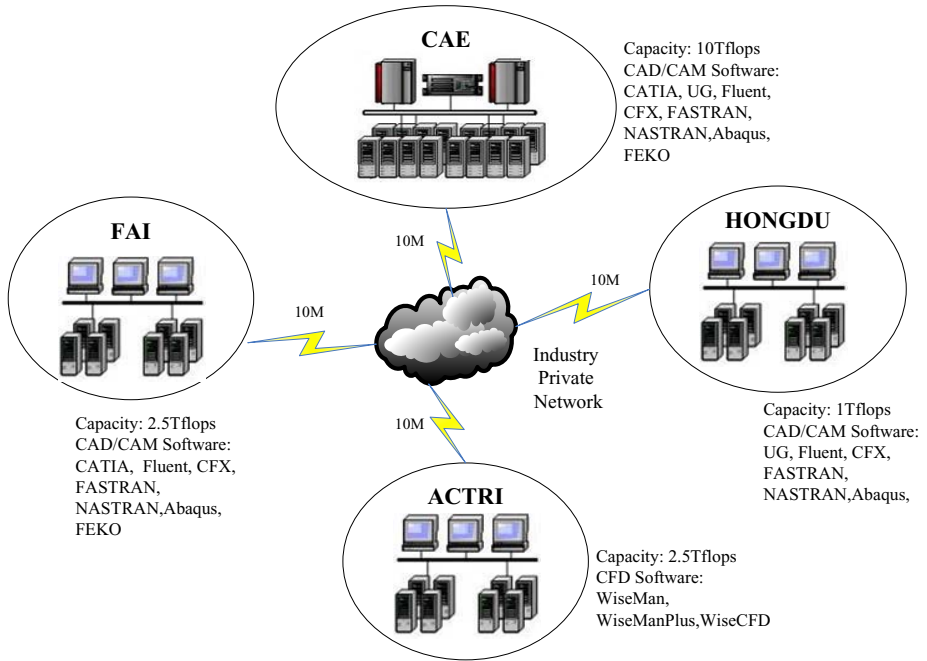 CAE
Capacity: 10Tflops
CAD/CAM Software:
CATIA, UG, Fluent,
CFX, FASTRAN,
NASTRAN,Abaqus,
FEKO
FAI
HONGDU
10M
10M
10M
Industry
Private
Network
10M
Capacity: 2.5Tflops
CAD/CAM Software:
CATIA, Fluent, CFX,
FASTRAN,
NASTRAN,Abaqus,
FEKO
Capacity: 1Tflops
CAD/CAM Software:
UG, Fluent, CFX,
FASTRAN,
NASTRAN,Abaqus,
ACTRI
Capacity: 2.5Tflops
CFD Software:
WiseMan,
WiseManPlus,WiseCFD